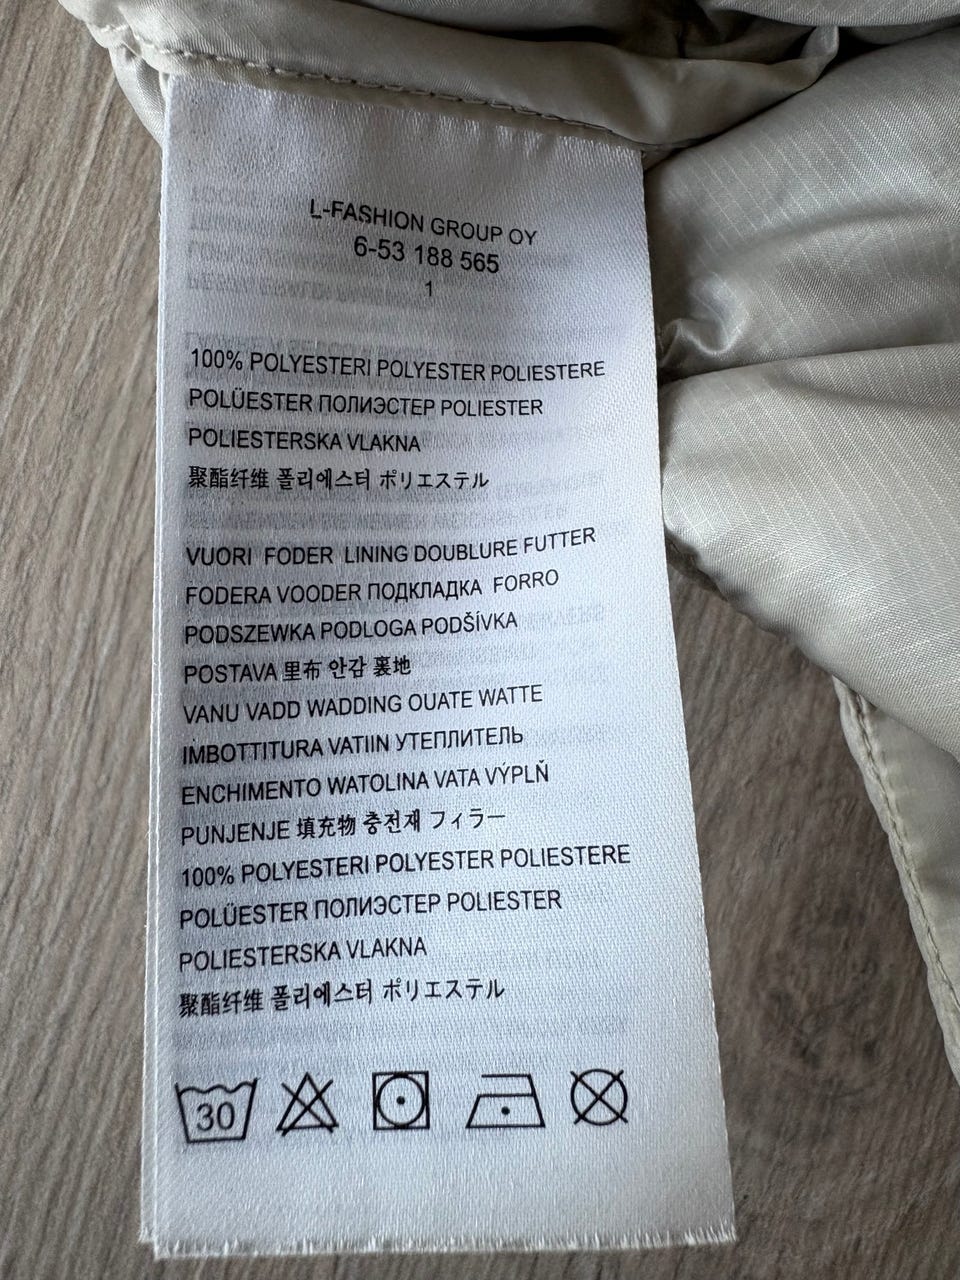 L-FASHION GROUP OY
6-53 188 565
1
100% POLYESTERI POLYESTER POLIESTERE
POLÜESTER ПОЛИЭСТЕР POLIESTER
POLIESTERSKA VLAKNA
聚酯纤维 폴리에스터 ポリエステル
VUORI FODER LINING DOUBLURE FUTTER
FODERA VOODER ПОДКЛАДКА FORRO
PODSZEWKA PODLOGA PODŠÍVKA
POSTAVA 里布 안감 裏地
VANU VADD WADDING OUATE WATTE
IMBOTTITURA VATIIN УТЕПЛИТЕЛЬ
ENCHIMENTO WATOLINA VATA VÝPLŇ
PUNJENJE 填充物 충전재 フィラー
100% POLYESTERI POLYESTER POLIESTERE
POLÜESTER ПОЛИЭСТЕР POLIESTER
POLIESTERSKA VLAKNA
聚酯纤维 폴리에스터 ポリエステル
30